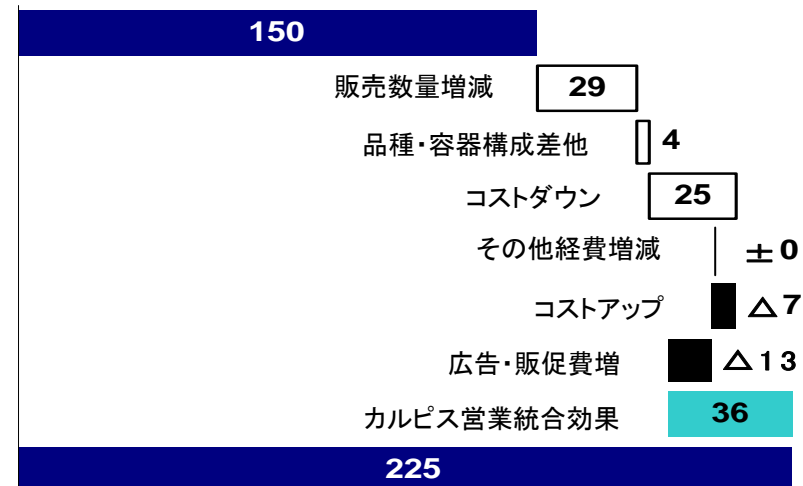 150
販売数量増減 29
品種・容器構成差他 4
コストダウン 25
その他経費増減 ±0
コストアップ △7
広告・販促費増 △13
カルピス営業統合効果 36
225